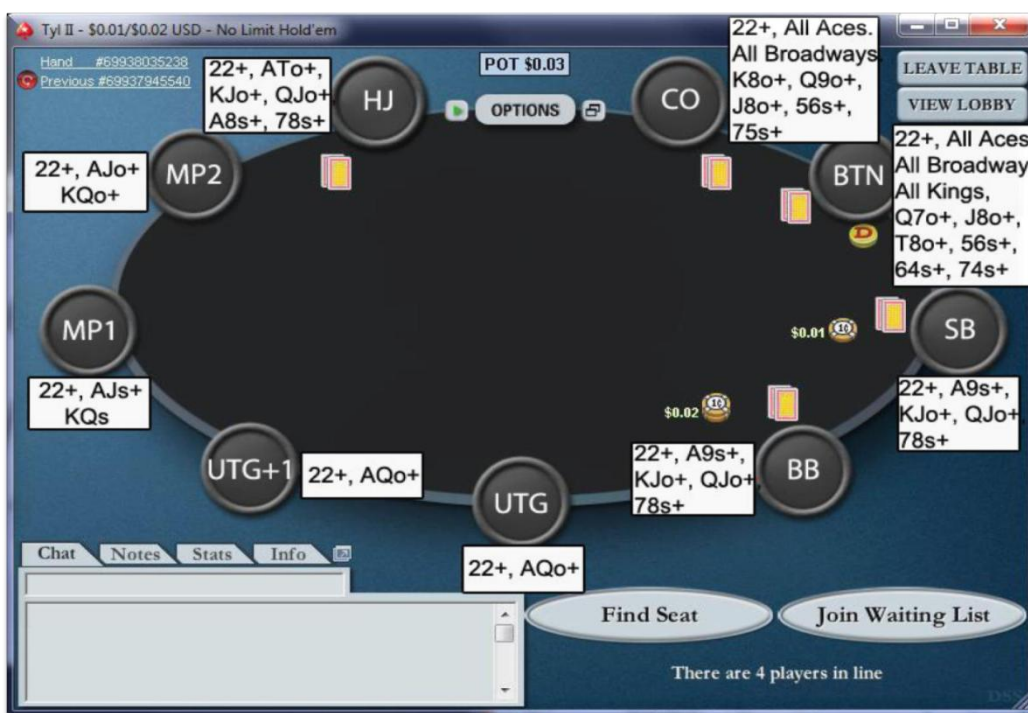 Tyl II - $0.01/$0.02 USD - No Limit Hold'em
Hand #69938035238
Previous #69937945540
22+, ATo+,
KJo+, QJo+
A8s+, 78s+
HJ
POT $0.03
OPTIONS
CO
22+, All Aces.
All Broadways
K8o+, Q9o+,
J8o+, 56s+,
75s+
LEAVE TABLE
VIEW LOBBY
22+, AJo+
KQo+
MP2
BTN
22+, All Aces
All Broadway
All Kings,
Q7o+, J8o+,
T8o+, 56s+,
64s+, 74s+
D
MP1
22+, AJs+
KQs
$0.01
10
SB
22+, A9s+,
KJo+, QJo+
78s+
$0.02
10
UTG+1
22+, AQo+
UTG
22+, AQo+
22+, A9s+,
KJo+, QJo+,
78s+
BB
Chat Notes Stats Info
Find Seat
Join Waiting List
There are 4 players in line
DSS